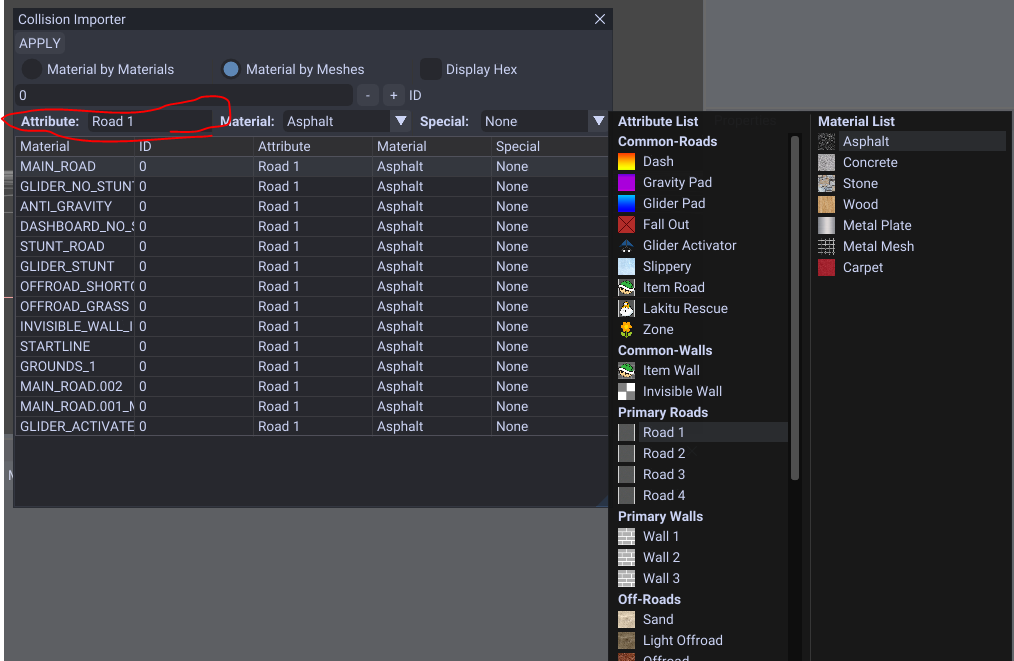 Collision Importer
APPLY
Material by Materials Material by Meshes Display Hex
0 - + ID
Attribute: Road 1 Material: Asphalt Special: None
Material ID Attribute Material Special
MAIN_ROAD 0 Road 1 Asphalt None
GLIDER_NO_STUN 0 Road 1 Asphalt None
ANTI_GRAVITY 0 Road 1 Asphalt None
DASHBOARD_NO_S 0 Road 1 Asphalt None
STUNT_ROAD 0 Road 1 Asphalt None
GLIDER_STUNT 0 Road 1 Asphalt None
OFFROAD_SHORTC 0 Road 1 Asphalt None
OFFROAD_GRASS 0 Road 1 Asphalt None
INVISIBLE_WALL_I 0 Road 1 Asphalt None
STARTLINE 0 Road 1 Asphalt None
GROUNDS_1 0 Road 1 Asphalt None
MAIN_ROAD.002 0 Road 1 Asphalt None
MAIN_ROAD.001_M 0 Road 1 Asphalt None
GLIDER_ACTIVATE 0 Road 1 Asphalt None
Attribute List
Common-Roads
Dash
Gravity Pad
Glider Pad
Fall Out
Glider Activator
Slippery
Item Road
Lakitu Rescue
Zone
Common-Walls
Item Wall
Invisible Wall
Primary Roads
Road 1
Road 2
Road 3
Road 4
Primary Walls
Wall 1
Wall 2
Wall 3
Off-Roads
Sand
Light Offroad
Offroad
Material List
Asphalt
Concrete
Stone
Wood
Metal Plate
Metal Mesh
Carpet